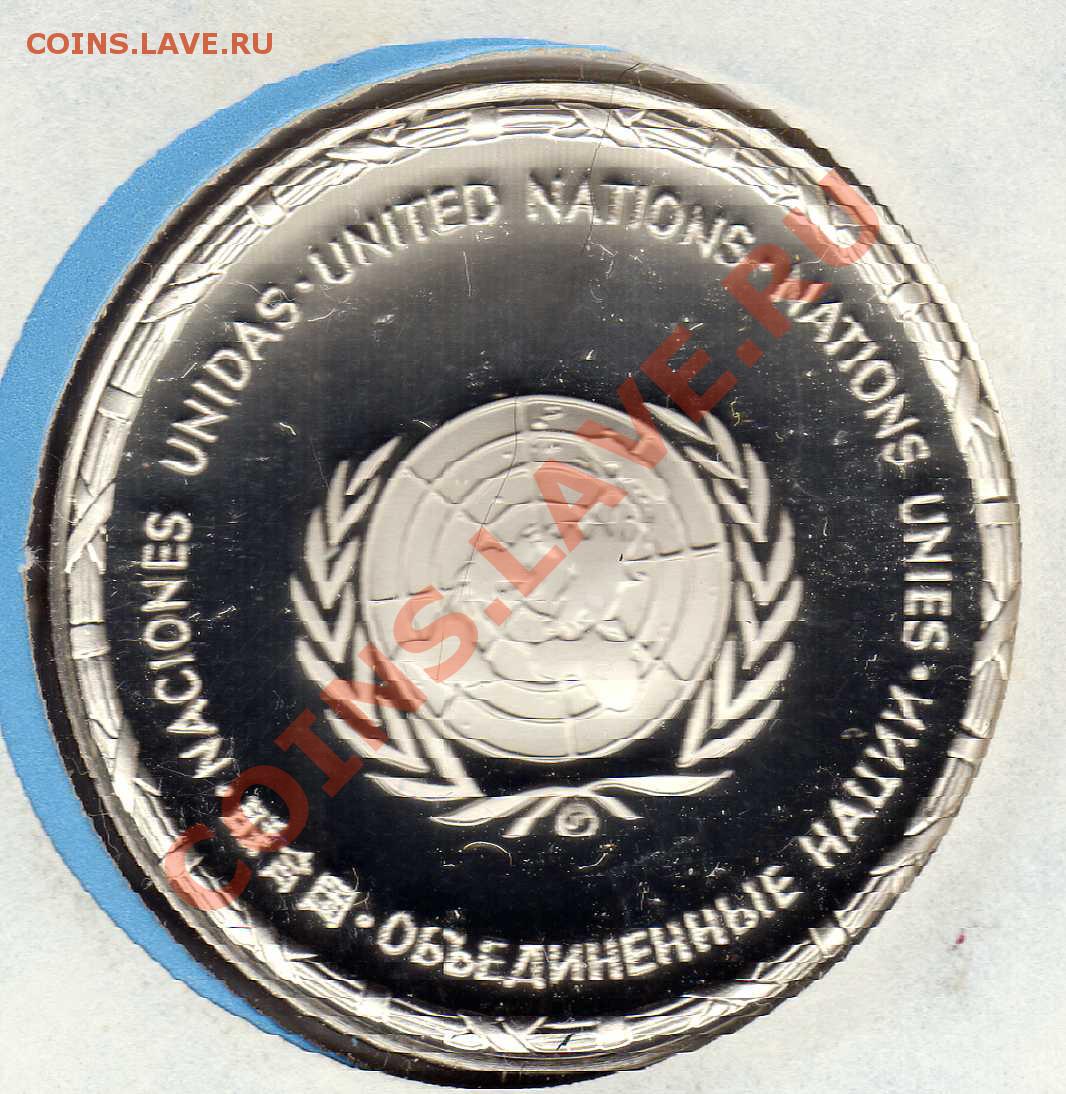 COINS.LAVE.RU
NACIONES UNIDAS · UNITED NATIONS · NATIONS UNIES · ОБЪЕДИНЕННЫЕ НАЦИИ ·
COINS.LAVE.RU